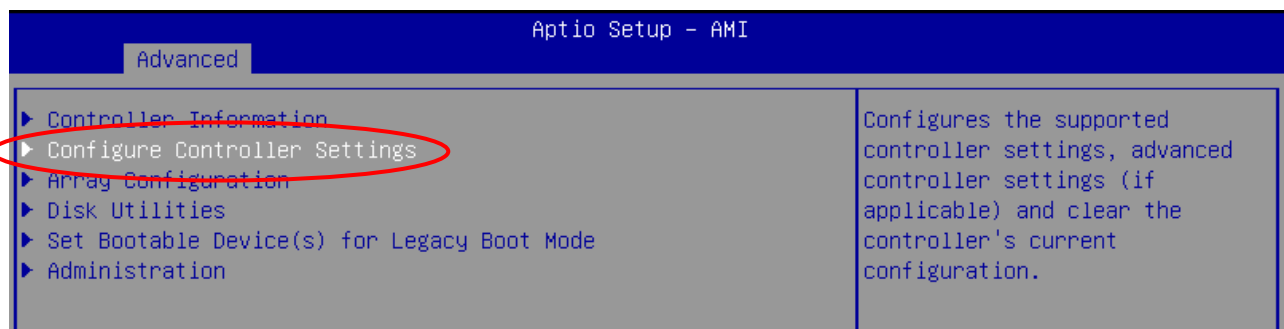 Aptio Setup - AMI
Advanced
Controller Information
Configure Controller Settings
Array Configuration
Disk Utilities
Set Bootable Device(s) for Legacy Boot Mode
Administration
Configures the supported
controller settings, advanced
controller settings (if
applicable) and clear the
controller's current
configuration.